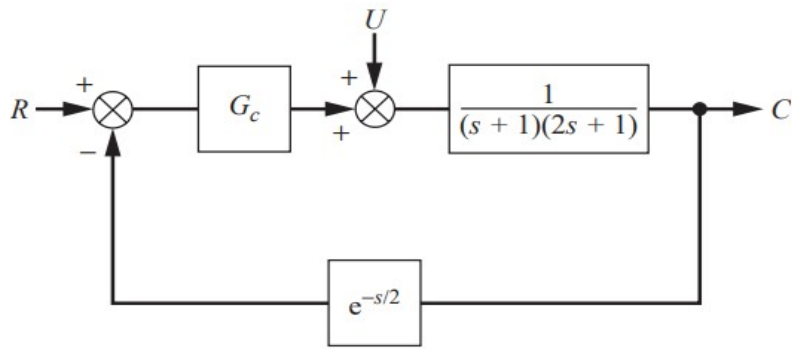 U
+
+
R
G_c
+
−
1
(s + 1)(2s + 1)
C
e^{−s/2}